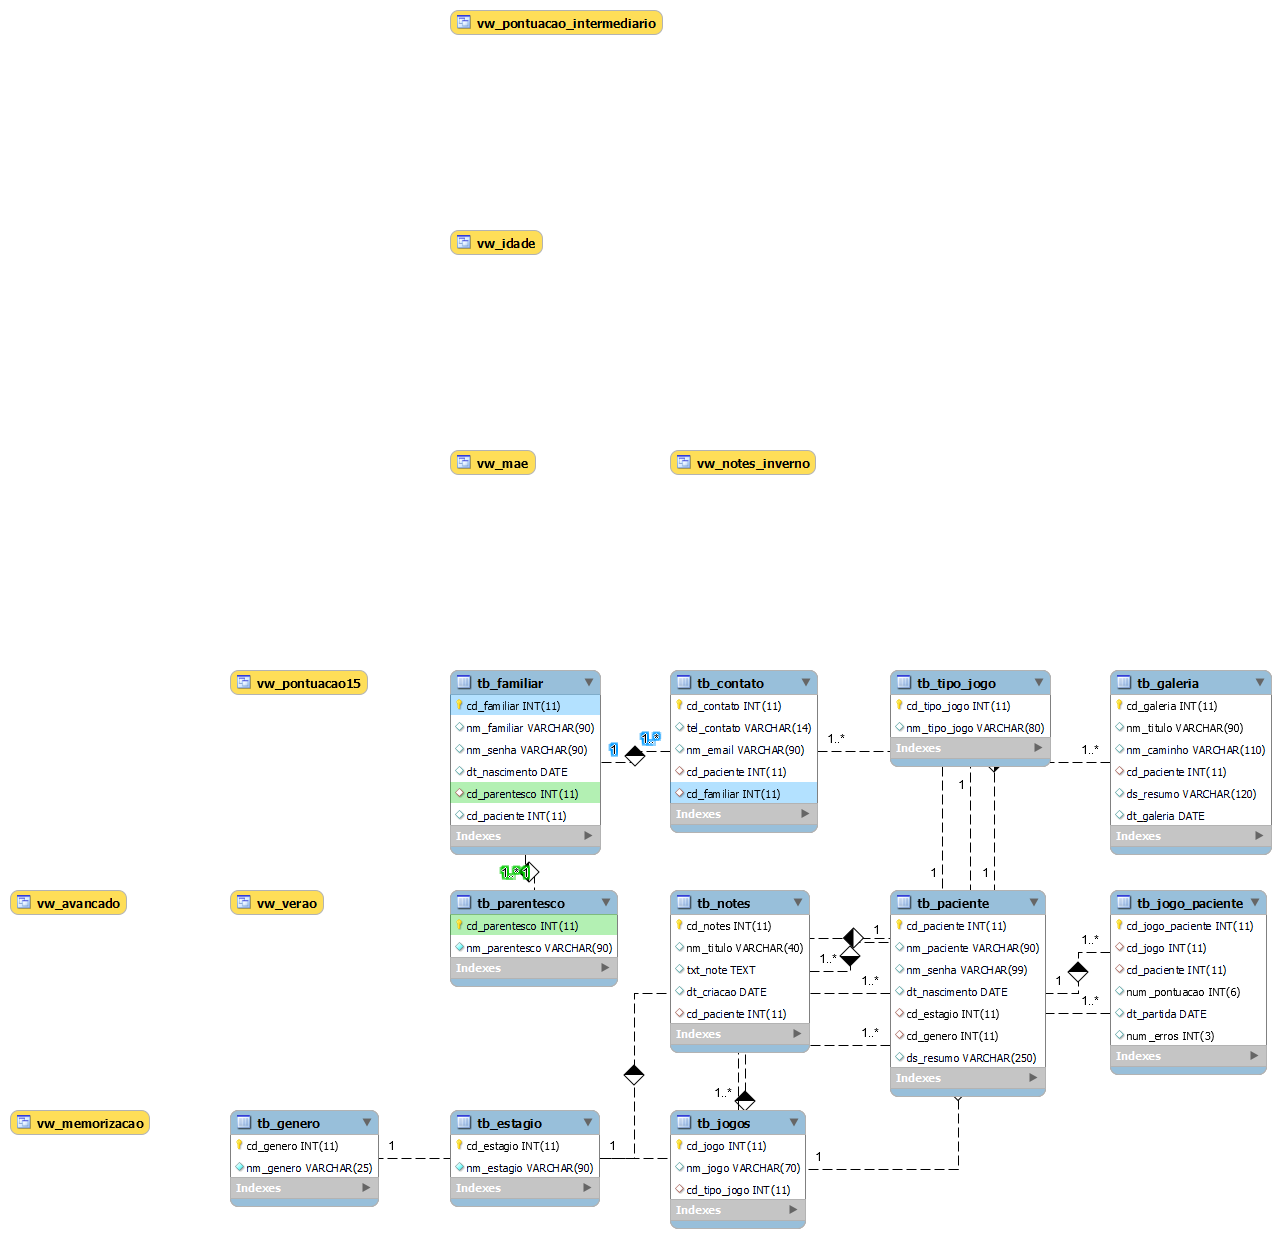 vw_pontuacao_intermediario
vw_idade
vw_mae
vw_notes_inverno
vw_pontuacao15
tb_familiar
cd_familiar INT(11)
nm_familiar VARCHAR(90)
nm_senha VARCHAR(90)
dt_nascimento DATE
cd_parentesco INT(11)
cd_paciente INT(11)
Indexes
1
1..*
tb_contato
cd_contato INT(11)
tel_contato VARCHAR(14)
nm_email VARCHAR(90)
cd_paciente INT(11)
cd_familiar INT(11)
Indexes
1..*
tb_tipo_jogo
cd_tipo_jogo INT(11)
nm_tipo_jogo VARCHAR(80)
Indexes
1..*
tb_galeria
cd_galeria INT(11)
nm_titulo VARCHAR(90)
nm_caminho VARCHAR(110)
cd_paciente INT(11)
ds_resumo VARCHAR(120)
dt_galeria DATE
Indexes
1
1
1
1..*
1
vw_avancado
vw_verao
tb_parentesco
cd_parentesco INT(11)
nm_parentesco VARCHAR(90)
Indexes
tb_notes
cd_notes INT(11)
nm_titulo VARCHAR(40)
txt_note TEXT
dt_criacao DATE
cd_paciente INT(11)
Indexes
1
1..*
1..*
1..*
tb_paciente
cd_paciente INT(11)
nm_paciente VARCHAR(90)
nm_senha VARCHAR(99)
dt_nascimento DATE
cd_estagio INT(11)
cd_genero INT(11)
ds_resumo VARCHAR(250)
Indexes
1..*
1
1..*
tb_jogo_paciente
cd_jogo_paciente INT(11)
cd_jogo INT(11)
cd_paciente INT(11)
num_pontuacao INT(6)
dt_partida DATE
num_erros INT(3)
Indexes
1..*
vw_memorizacao
tb_genero
cd_genero INT(11)
nm_genero VARCHAR(25)
Indexes
1
tb_estagio
cd_estagio INT(11)
nm_estagio VARCHAR(90)
Indexes
1
tb_jogos
cd_jogo INT(11)
nm_jogo VARCHAR(70)
cd_tipo_jogo INT(11)
Indexes
1